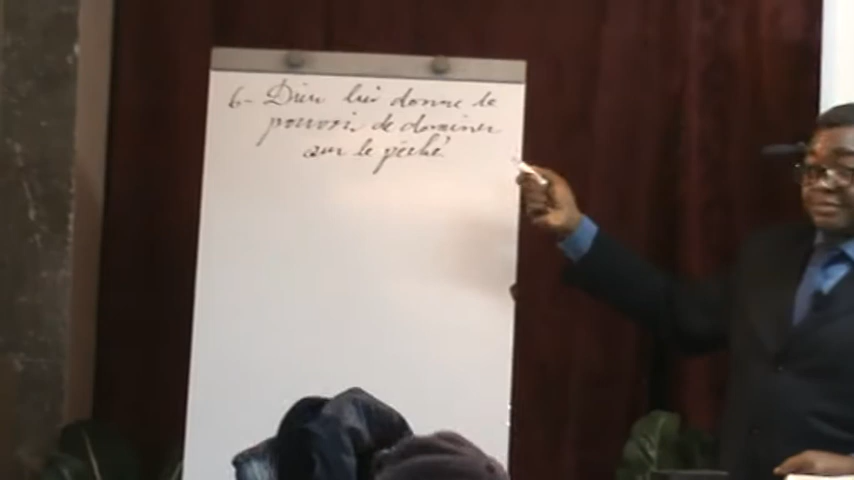 6- Dieu lui donne le
pouvoir de dominer
sur le péché